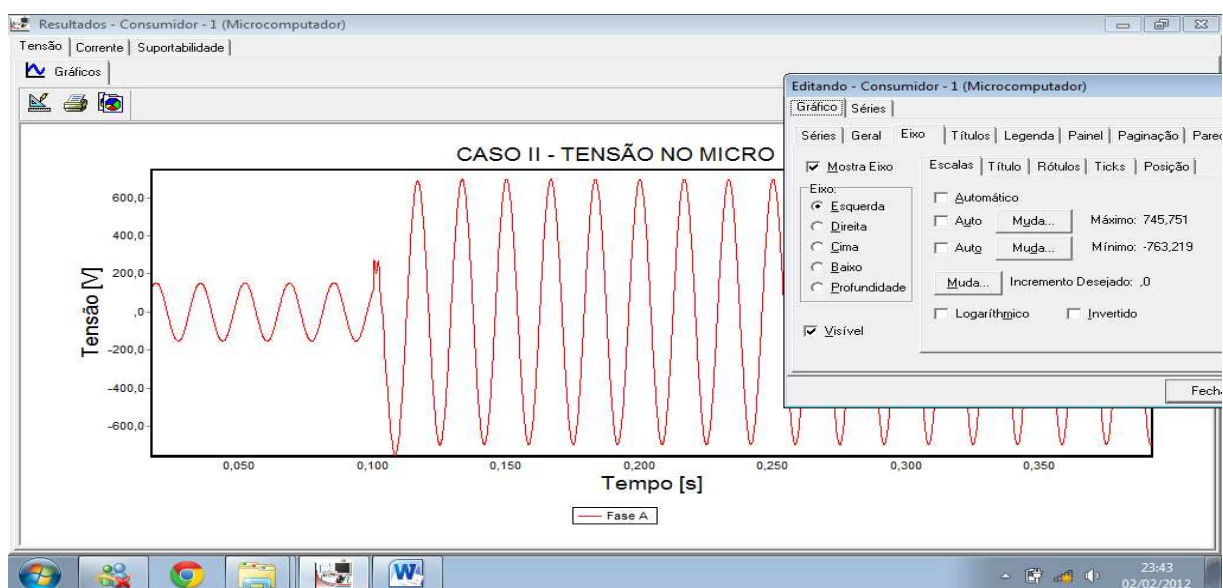 Resultados - Consumidor - 1 (Microcomputador)
Tensão Corrente Suportabilidade
Gráficos
CASO II - TENSÃO NO MICRO
Tensão [V]
600,0
400,0
200,0
,0
-200,0
-400,0
-600,0
0,050 0,100 0,150 0,200 0,250 0,300 0,350
Tempo [s]
Fase A
Editando - Consumidor - 1 (Microcomputador)
Gráfico Séries
Séries Geral Eixo Títulos Legenda Painel Paginação Pared
Mostra Eixo
Eixo:
Esquerda
Direita
Cima
Baixo
Profundidade
Visível
Escalas Título Rótulos Ticks Posição
Automático
Auto Muda... Máximo: 745,751
Auto Muda... Mínimo: -763,219
Muda... Incremento Desejado: ,0
Logaríthmico Invertido
Fech
W
23:43
02/02/2012